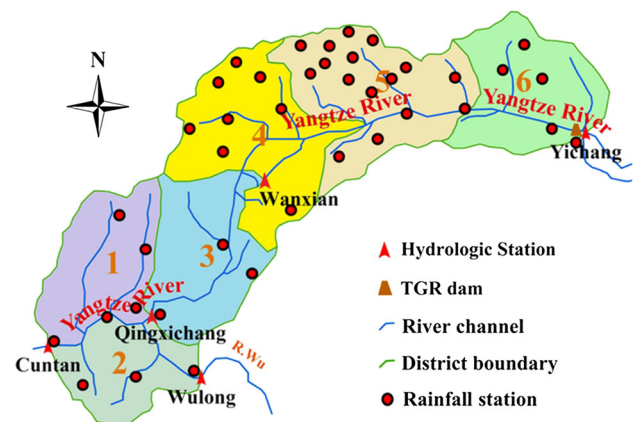 N
5
6
Yangtze River
Yangtze River
4
Yichang
Wanxian
1
3
Yangtze River
Qingxichang
2
Cuntan
R.Wu
Wulong
Hydrologic Station
TGR dam
River channel
District boundary
Rainfall station